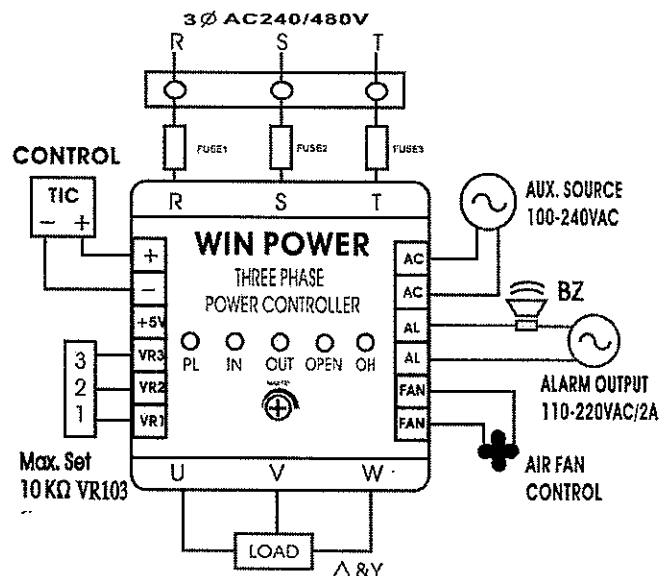 3Ø AC240/480V
R S T
FUSE1 FUSE2 FUSE3
CONTROL
TIC
− +
R S T
AUX. SOURCE
100-240VAC
WIN POWER
THREE PHASE
POWER CONTROLLER
+
−
+5V
VR3
VR2
VR1
AC
AC
AL
AL
FAN
FAN
BZ
PL IN OUT OPEN OH
3
2
1
ALARM OUTPUT
110-220VAC/2A
Max. Set
10KΩ VR103
U V W
AIR FAN
CONTROL
LOAD
△&Y